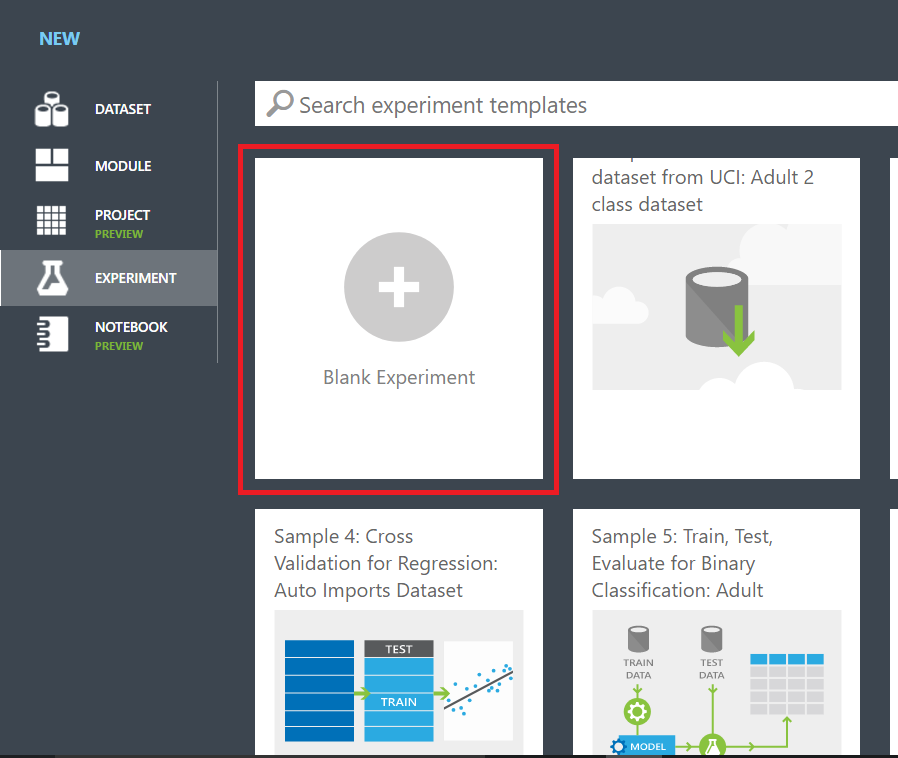 NEW
DATASET
MODULE
PROJECT
PREVIEW
EXPERIMENT
NOTEBOOK
PREVIEW
Search experiment templates
Blank Experiment
dataset from UCI: Adult 2
class dataset
Sample 4: Cross
Validation for Regression:
Auto Imports Dataset
TEST
TRAIN
Sample 5: Train, Test,
Evaluate for Binary
Classification: Adult
TRAIN
DATA
TEST
DATA
MODEL